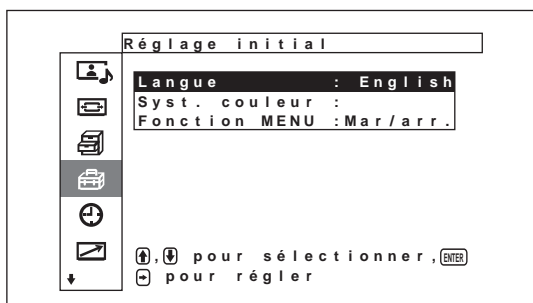 Réglage initial
Langue : English
Syst. couleur :
Fonction MENU :Mar/arr.
, pour sélectionner, ENTER
pour régler